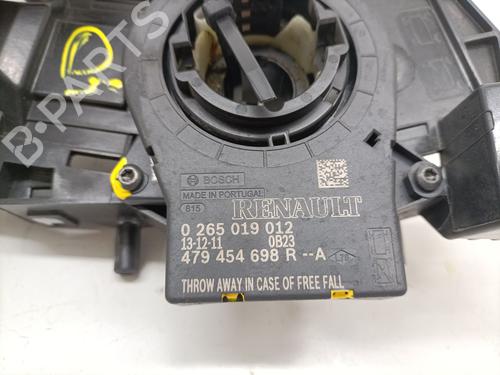 B-PARTS
BOSCH
MADE IN PORTUGAL
815 RENAULT
0 265 019 012
13-12-11 0B23
479 454 698 R --A
THROW AWAY IN CASE OF FREE FALL